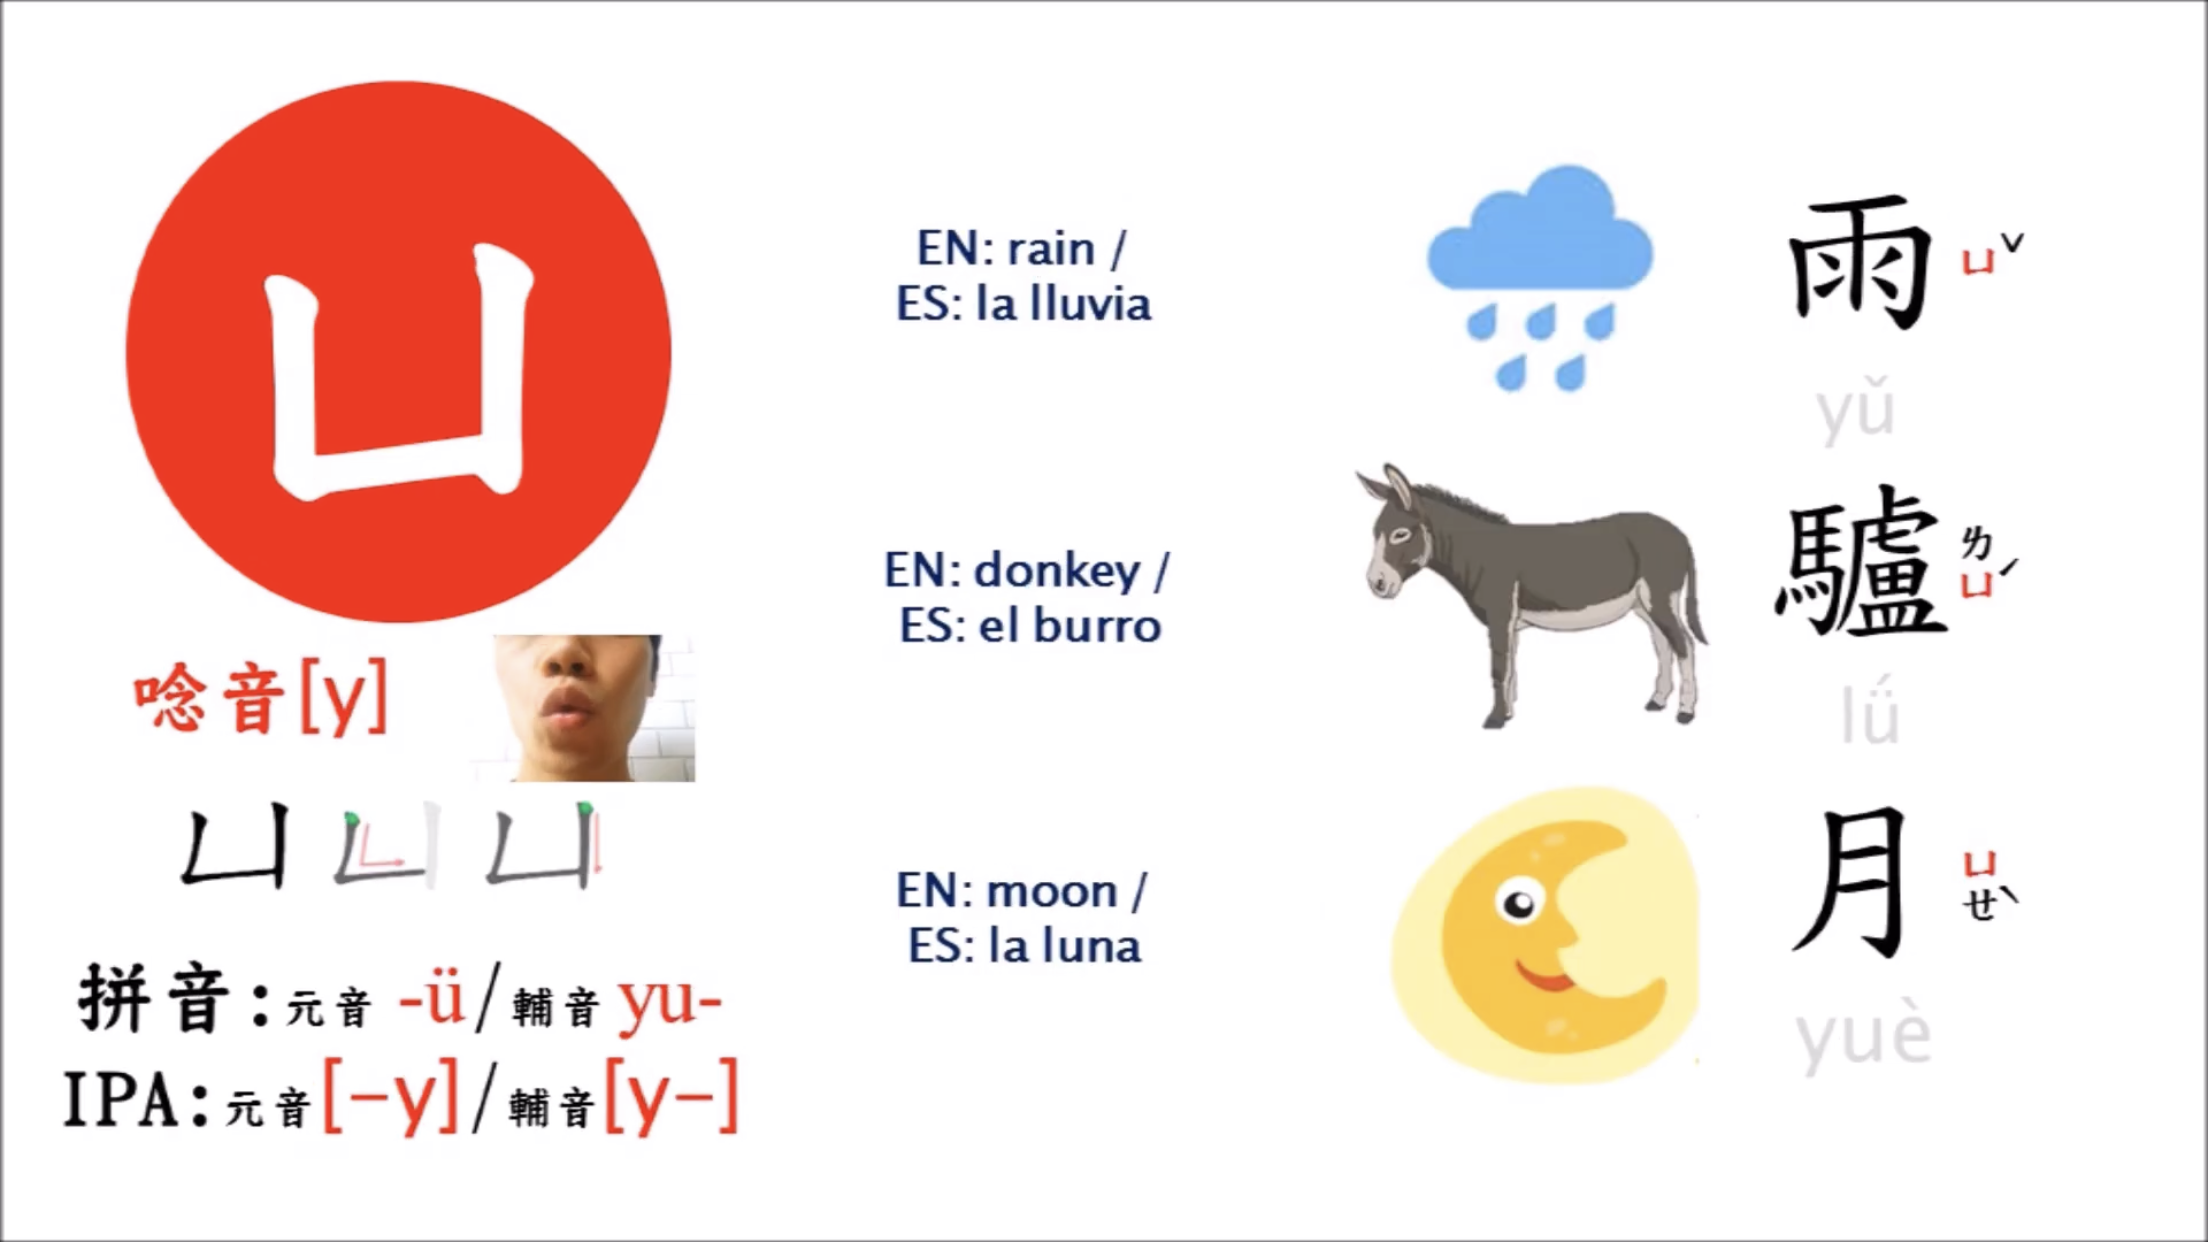 ㄩ
唸音[y]
ㄩ ㄩ ㄩ
拼音:元音 -ü/輔音 yu-
IPA:元音[-y]/輔音[y-]
EN: rain /
ES: la lluvia
雨 ㄩˇ
yǔ
EN: donkey /
ES: el burro
驢 ㄌㄩˊ
lǘ
EN: moon /
ES: la luna
月 ㄩㄝˋ
yuè